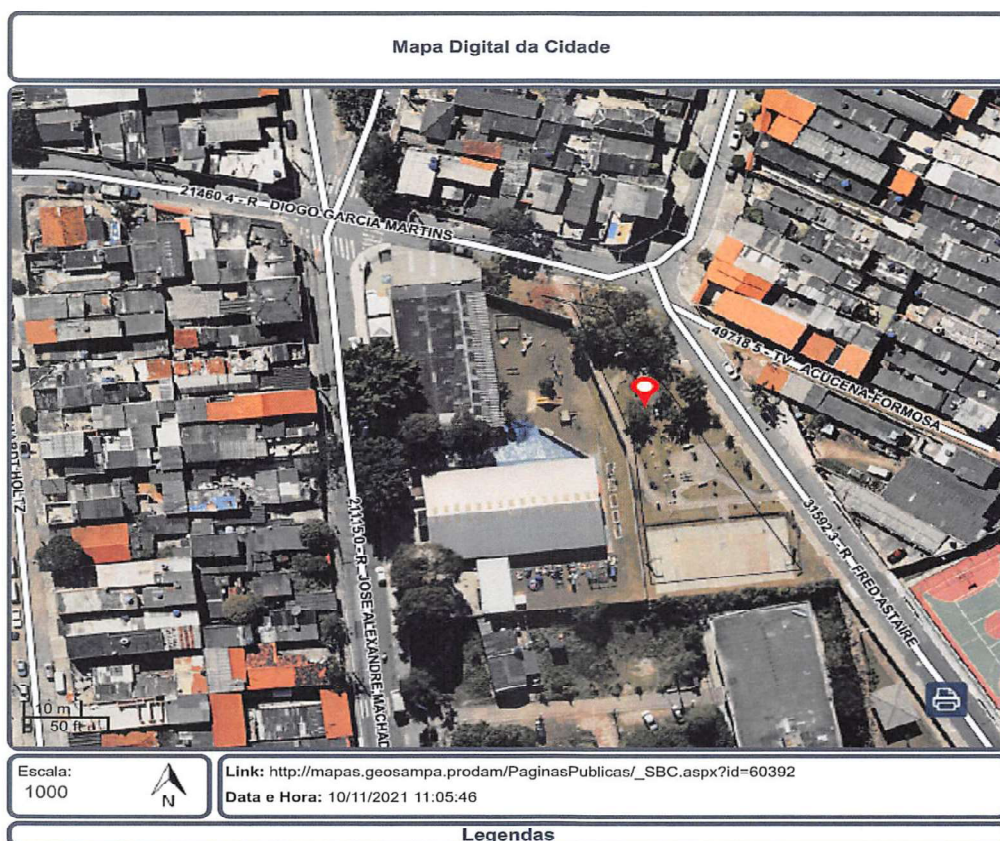 Mapa Digital da Cidade
21460 4 - R DIOGO GARCIA MARTINS
49718 5 - TV ACUCENA-FORMOSA
21115 0 - R JOSE ALEXANDRE MACHAD
31592 3 - R FRED ASTAIRE
10 m
50 ft
Escala:
1000
N
Link: http://mapas.geosampa.prodam/PaginasPublicas/_SBC.aspx?id=60392
Data e Hora: 10/11/2021 11:05:46
Legendas